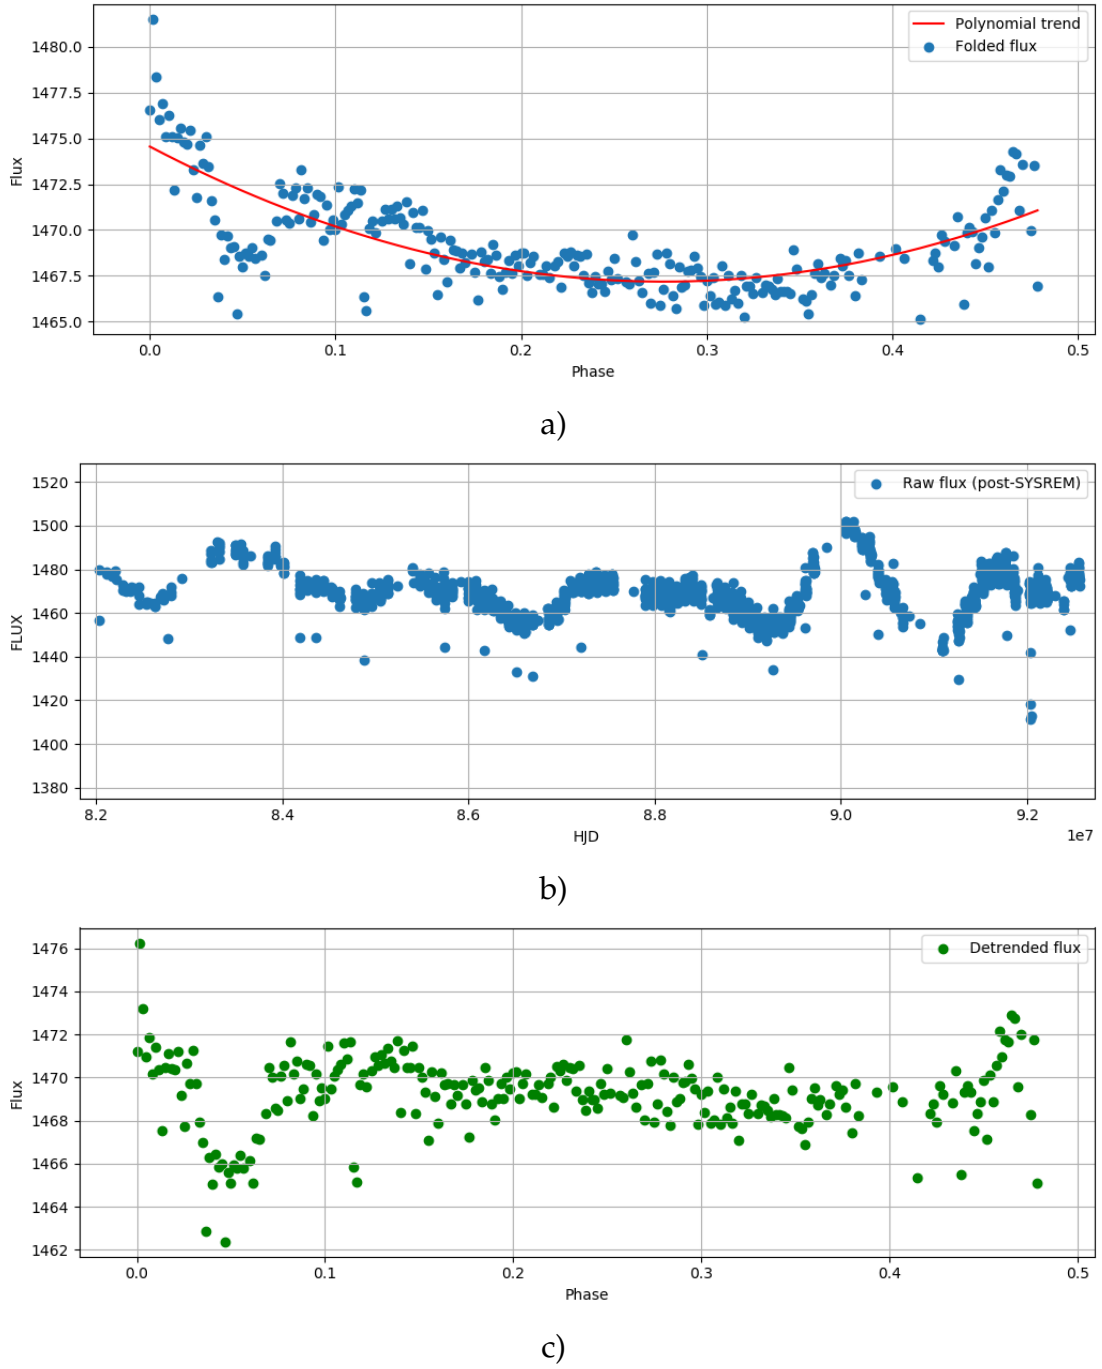 1480.0
1477.5
1475.0
1472.5
1470.0
1467.5
1465.0
Flux
Polynomial trend
Folded flux
0.0 0.1 0.2 0.3 0.4 0.5
Phase
a)
1520
1500
1480
1460
1440
1420
1400
1380
FLUX
Raw flux (post-SYSREM)
8.2 8.4 8.6 8.8 9.0 9.2
1e7
HJD
b)
1476
1474
1472
1470
1468
1466
1464
1462
Flux
Detrended flux
0.0 0.1 0.2 0.3 0.4 0.5
Phase
c)